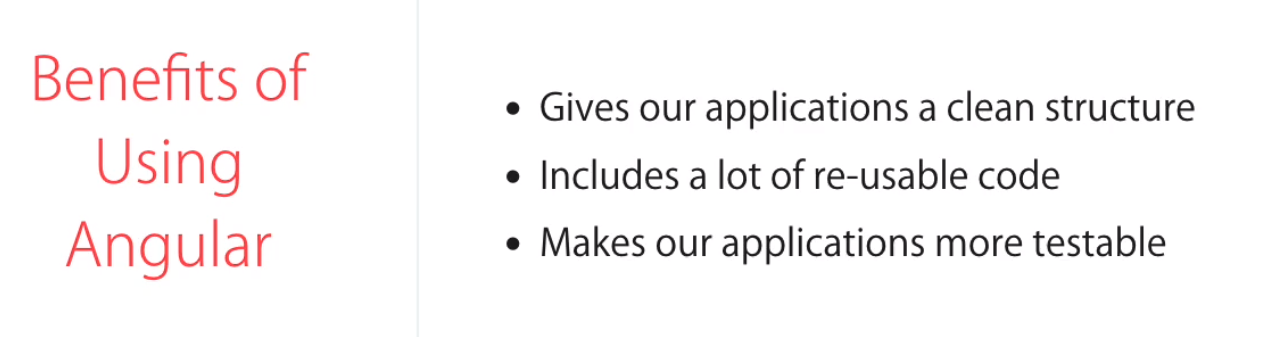 Benefits of
Using
Angular
• Gives our applications a clean structure
• Includes a lot of re-usable code
• Makes our applications more testable